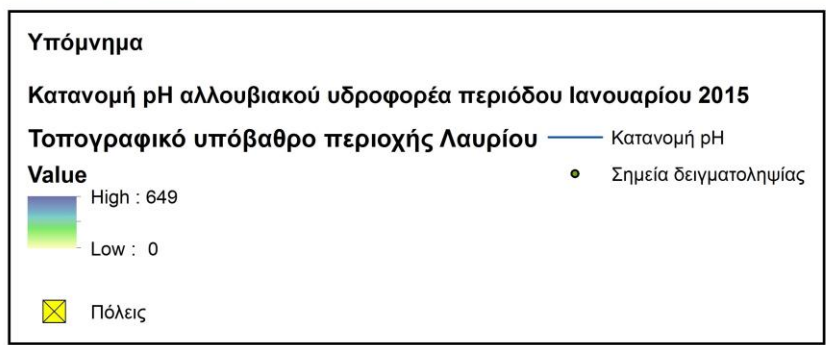 Υπόμνημα
Κατανομή pH αλλουβιακού υδροφορέα περιόδου Ιανουαρίου 2015
Τοπογραφικό υπόβαθρο περιοχής Λαυρίου
Κατανομή pH
Value
Σημεία δειγματοληψίας
High : 649
Low : 0
Πόλεις